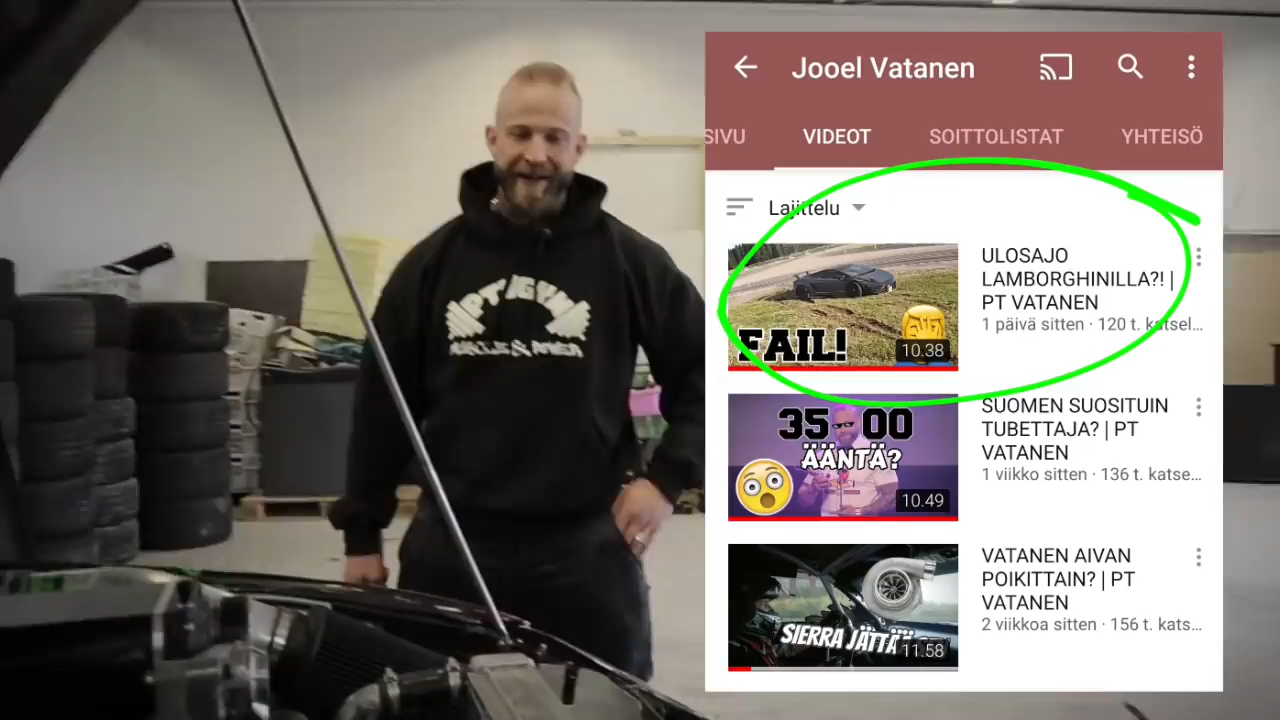 Jooel Vatanen
SIVU VIDEOT SOITTOLISTAT YHTEISÖ
Lajittelu
ULOSAJO
LAMBORGHINILLA?! |
PT VATANEN
1 päivä sitten · 120 t. katsel...
FAIL!
10.38
SUOMEN SUOSITUIN
TUBETTAJA? | PT
VATANEN
1 viikko sitten · 136 t. katse...
35 00
ÄÄNTÄ?
10.49
VATANEN AIVAN
POIKITTAIN? | PT
VATANEN
2 viikkoa sitten · 156 t. kats...
SIERRA JÄTTÄÄ
11.58
PTJGYM